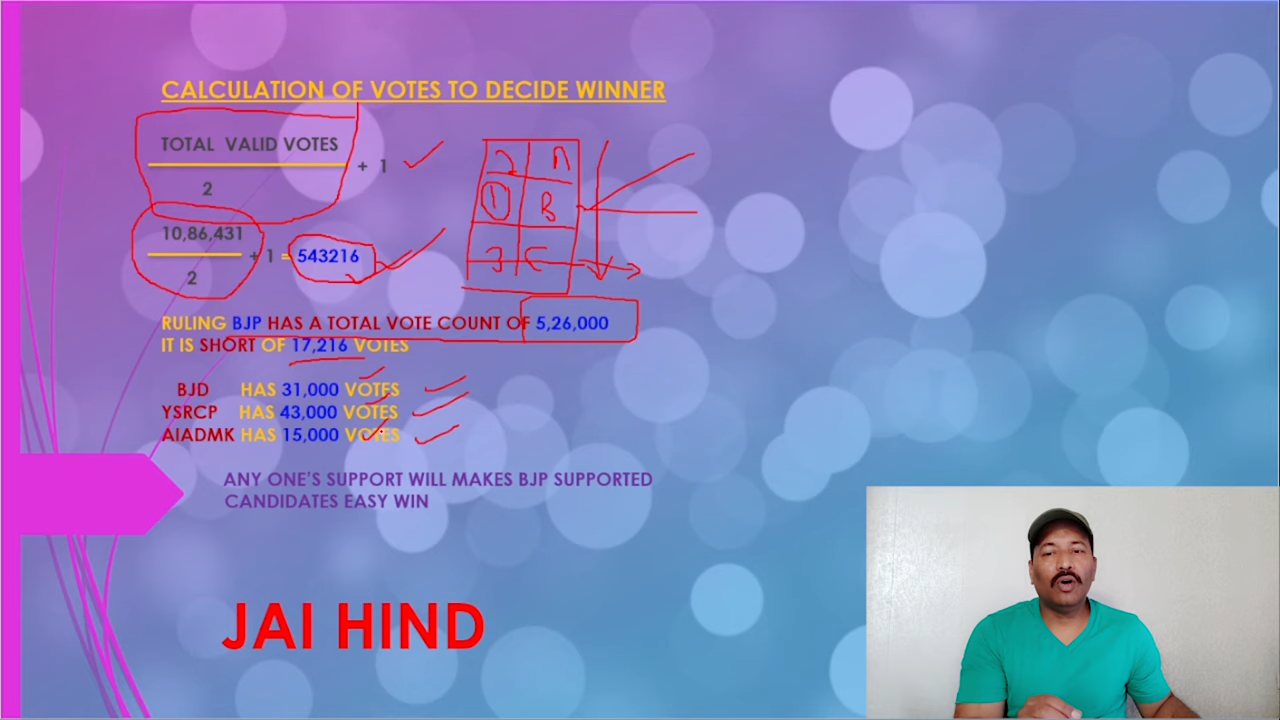 CALCULATION OF VOTES TO DECIDE WINNER
TOTAL VALID VOTES
+ 1
2
10,86,431
+ 1 = 543216
2
2 A
1 B
3 C
RULING BJP HAS A TOTAL VOTE COUNT OF 5,26,000
IT IS SHORT OF 17,216 VOTES
BJD HAS 31,000 VOTES
YSRCP HAS 43,000 VOTES
AIADMK HAS 15,000 VOTES
ANY ONE'S SUPPORT WILL MAKES BJP SUPPORTED
CANDIDATES EASY WIN
JAI HIND